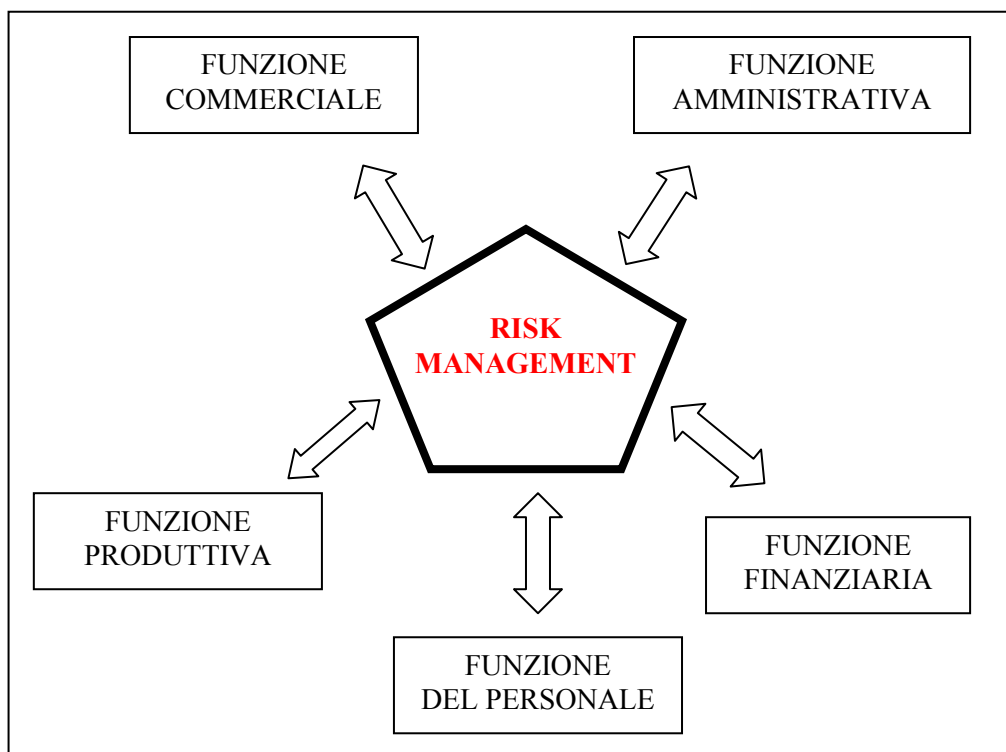 FUNZIONE
COMMERCIALE
FUNZIONE
AMMINISTRATIVA
RISK
MANAGEMENT
FUNZIONE
PRODUTTIVA
FUNZIONE
FINANZIARIA
FUNZIONE
DEL PERSONALE